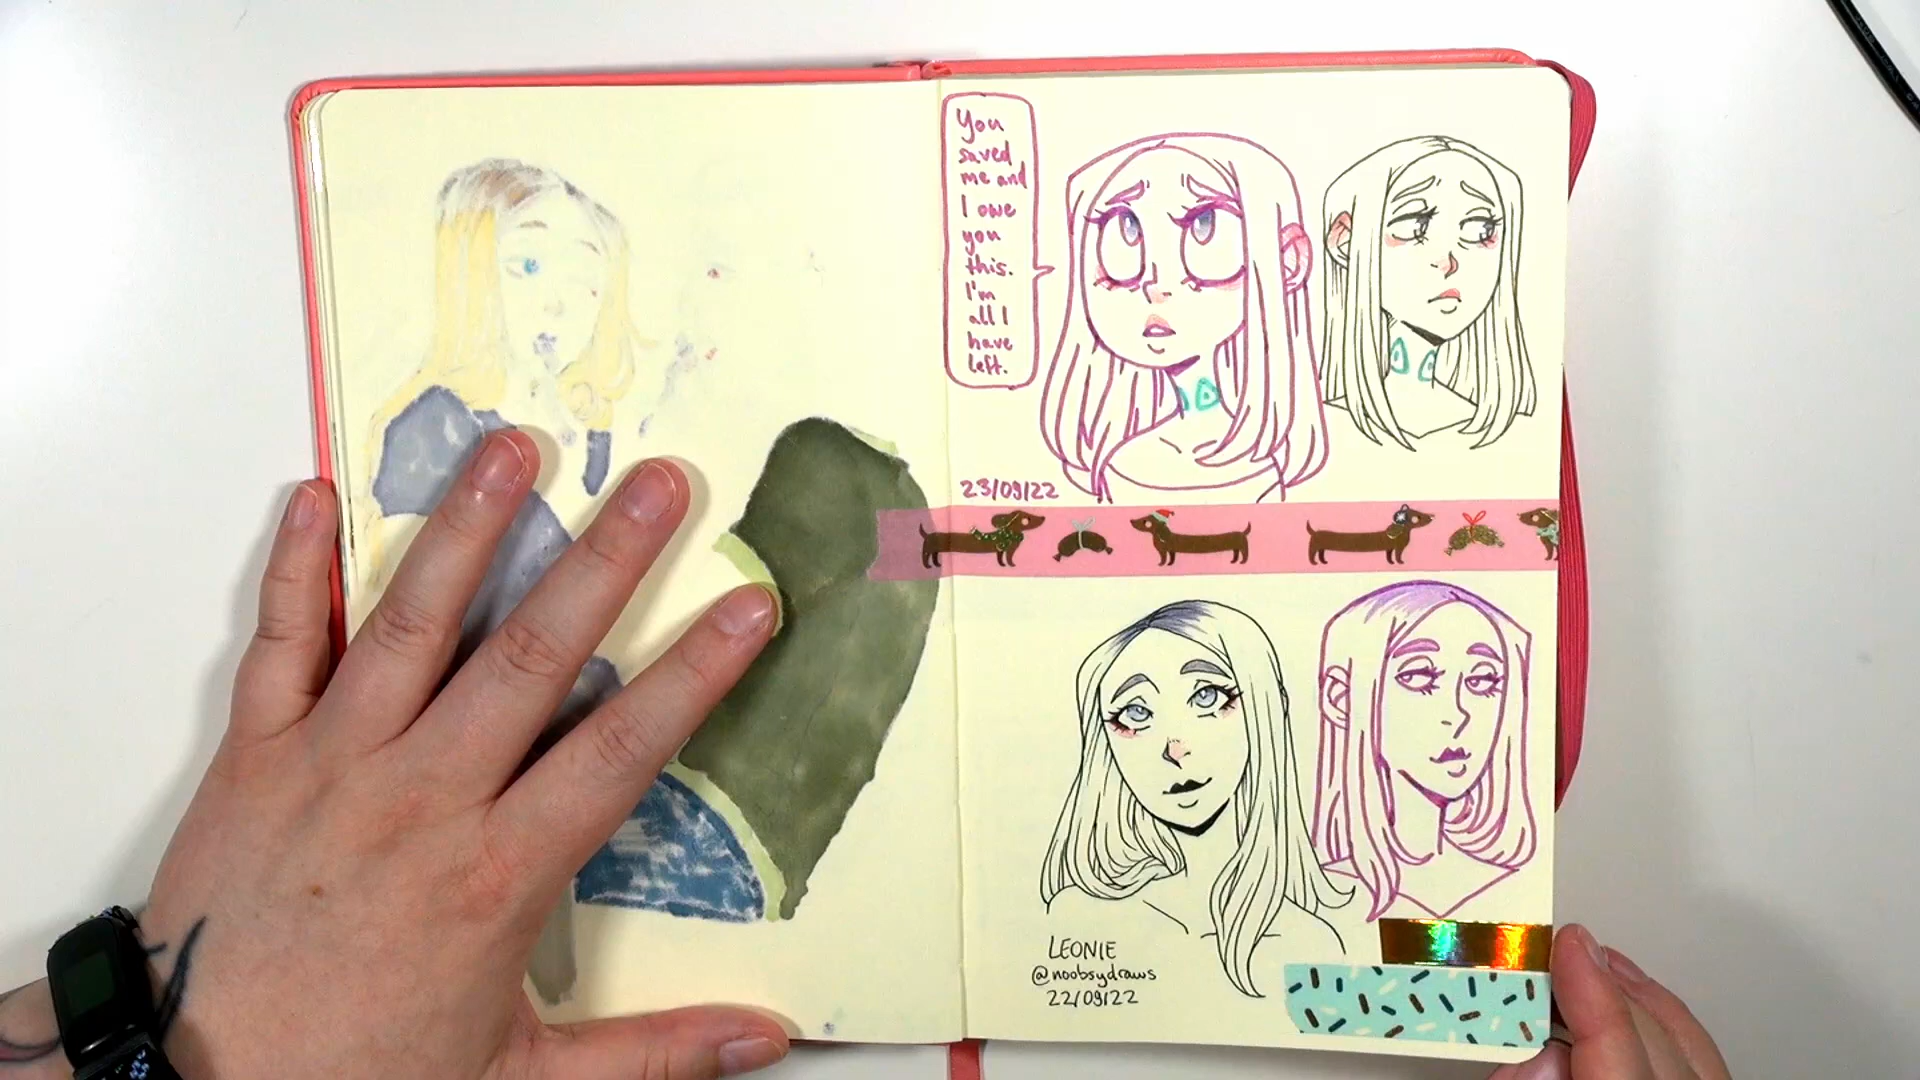 You
saved
me and
I owe
you
this.
I'm
all I
have
left.
23/09/22
LEONIE
@noobsydraws
22/09/22